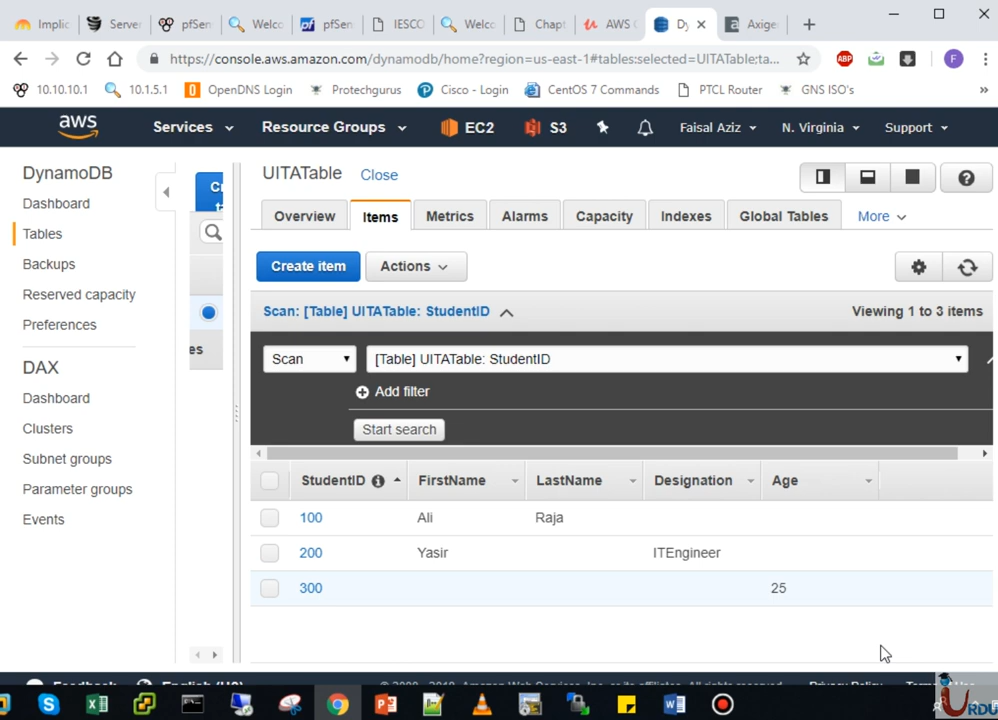 Implic
Server
pfSen
Welco
pfSen
IESCO
Welco
Chapt
AWS
Dy
Axige
https://console.aws.amazon.com/dynamodb/home?region=us-east-1#tables:selected=UITATable;ta...
ABP
F
10.10.10.1
10.1.5.1
OpenDNS Login
Protechgurus
Cisco - Login
CentOS 7 Commands
PTCL Router
GNS ISO's
»
aws
Services
Resource Groups
EC2
S3
Faisal Aziz
N. Virginia
Support
DynamoDB
Dashboard
Tables
Backups
Reserved capacity
Preferences
DAX
Dashboard
Clusters
Subnet groups
Parameter groups
Events
es
UITATable Close
Overview Items Metrics Alarms Capacity Indexes Global Tables More
Create item Actions
Scan: [Table] UITATable: StudentID Viewing 1 to 3 items
Scan [Table] UITATable: StudentID
Add filter
Start search
StudentID FirstName LastName Designation Age
100 Ali Raja
200 Yasir ITEngineer
300 25
URDU